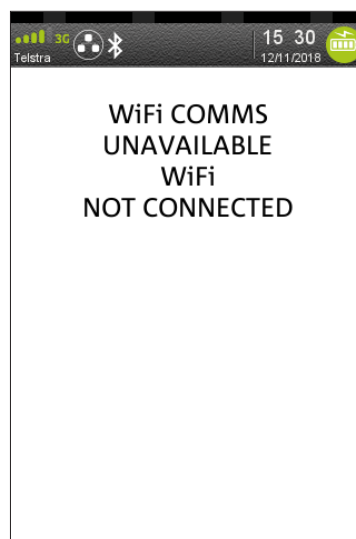 3G
15 30
Telstra
12/11/2018
WiFi COMMS
UNAVAILABLE
WiFi
NOT CONNECTED